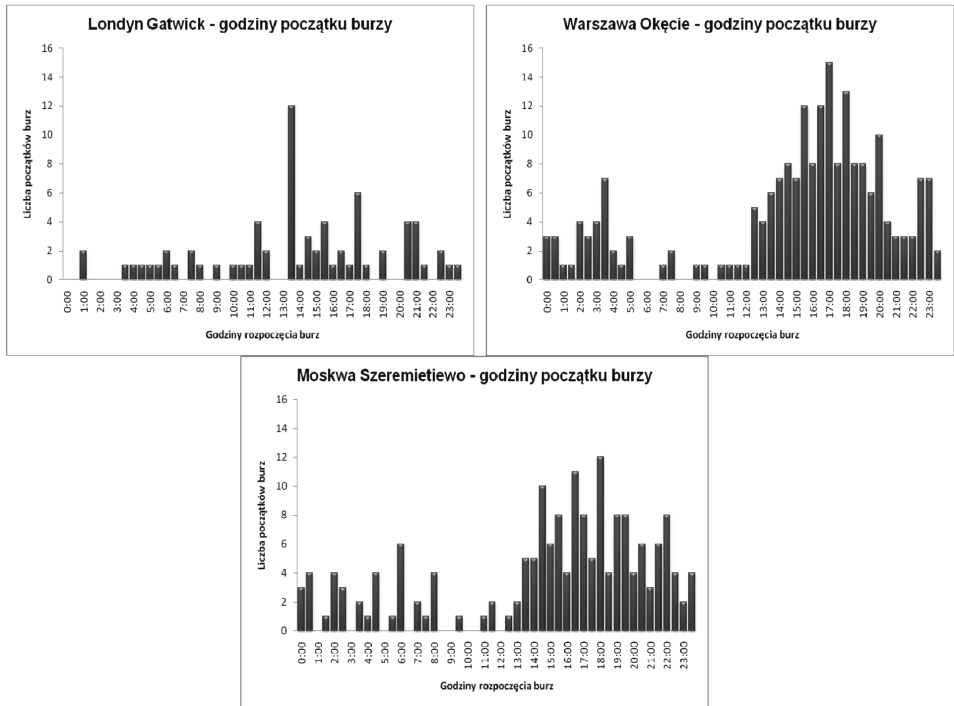 Londyn Gatwick - godziny początku burzy
Liczba początków burz
16
14
12
10
8
6
4
2
0
0:00 1:00 2:00 3:00 4:00 5:00 6:00 7:00 8:00 9:00 10:00 11:00 12:00 13:00 14:00 15:00 16:00 17:00 18:00 19:00 20:00 21:00 22:00 23:00
Godziny rozpoczęcia burz
Warszawa Okęcie - godziny początku burzy
Liczba początków burz
16
14
12
10
8
6
4
2
0
0:00 1:00 2:00 3:00 4:00 5:00 6:00 7:00 8:00 9:00 10:00 11:00 12:00 13:00 14:00 15:00 16:00 17:00 18:00 19:00 20:00 21:00 22:00 23:00
Godziny rozpoczęcia burz
Moskwa Szeremietiewo - godziny początku burzy
Liczba początków burz
16
14
12
10
8
6
4
2
0
0:00 1:00 2:00 3:00 4:00 5:00 6:00 7:00 8:00 9:00 10:00 11:00 12:00 13:00 14:00 15:00 16:00 17:00 18:00 19:00 20:00 21:00 22:00 23:00
Godziny rozpoczęcia burz